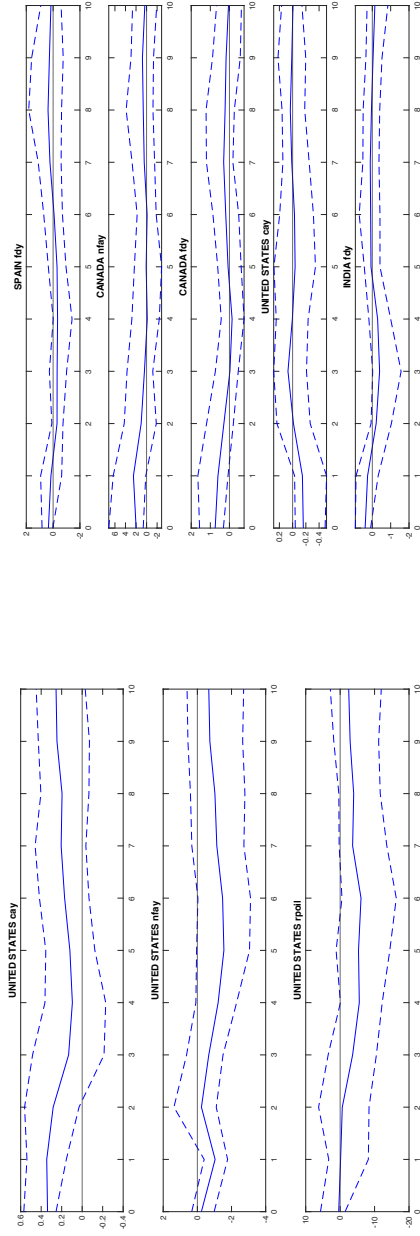 UNITED STATES cay
0.6
0.4
0.2
0
-0.2
-0.4
0 1 2 3 4 5 6 7 8 9 10
UNITED STATES nfay
2
0
-2
-4
0 1 2 3 4 5 6 7 8 9 10
UNITED STATES rpoil
10
0
-10
-20
0 1 2 3 4 5 6 7 8 9 10
SPAIN fdy
2
0
-2
0 1 2 3 4 5 6 7 8 9 10
CANADA nfay
6
4
2
0
-2
0 1 2 3 4 5 6 7 8 9 10
CANADA fdy
2
1
0
0 1 2 3 4 5 6 7 8 9 10
UNITED STATES cay
0.2
0
-0.2
-0.4
0 1 2 3 4 5 6 7 8 9 10
INDIA fdy
0
-1
-2
0 1 2 3 4 5 6 7 8 9 10